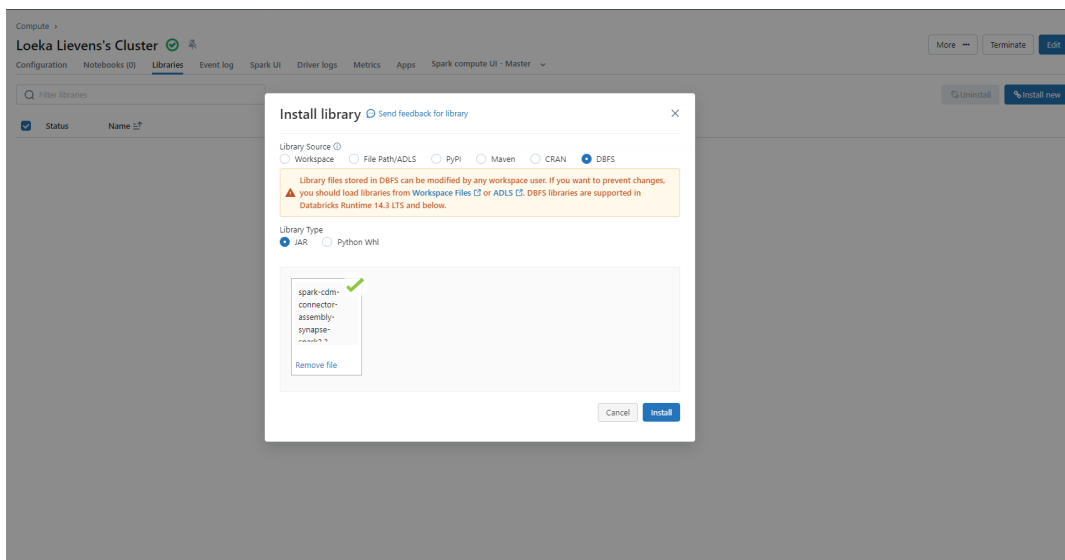 Compute >
Loeka Lievens's Cluster
More ... Terminate Edit
Configuration Notebooks (0) Libraries Event log Spark UI Driver logs Metrics Apps Spark compute UI - Master
Filter libraries
Uninstall Install new
Status Name
Install library Send feedback for library
Library Source
Workspace File Path/ADLS PyPI Maven CRAN DBFS
Library files stored in DBFS can be modified by any workspace user. If you want to prevent changes,
you should load libraries from Workspace Files or ADLS. DBFS libraries are supported in
Databricks Runtime 14.3 LTS and below.
Library Type
JAR Python Whl
spark-cdm-
connector-
assembly-
synapse-
Remove file
Cancel Install